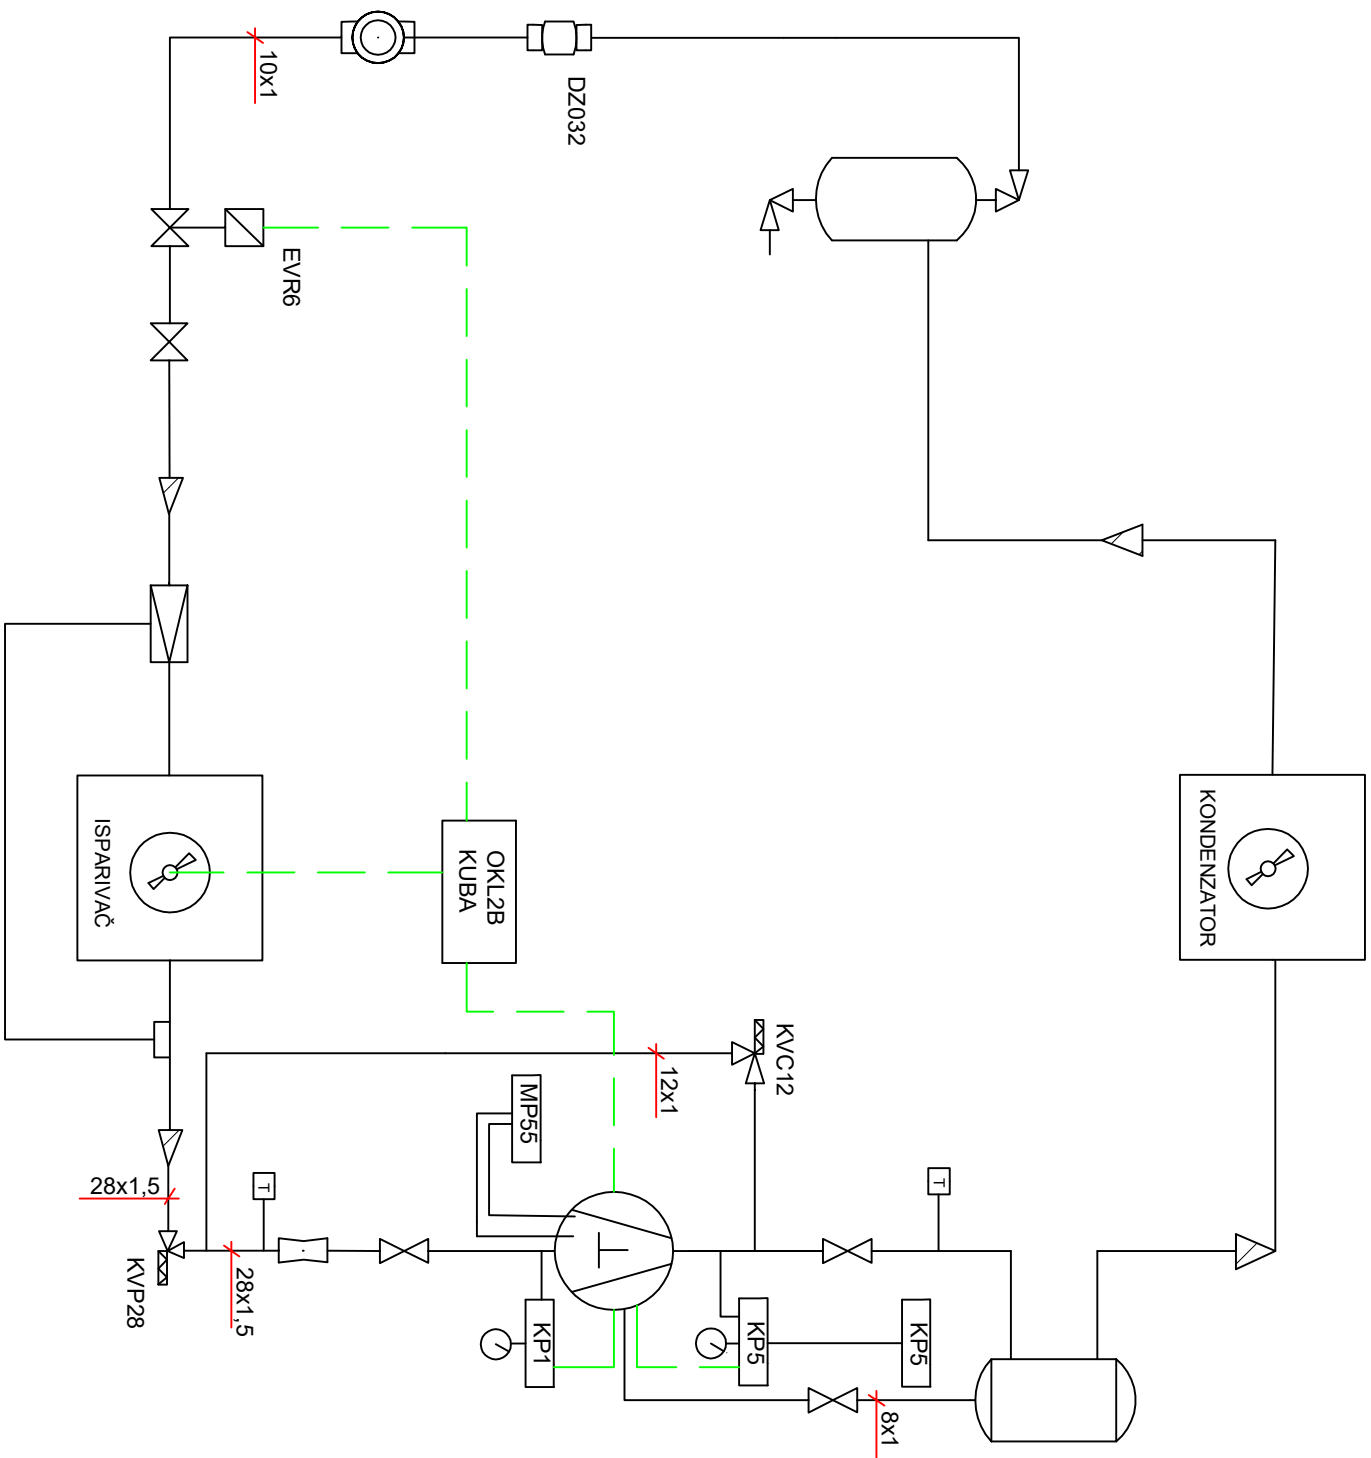 10x1
DZ032
EVR6
KONDENZATOR
ISPARIVAČ
OKL2B
KUBA
KVC12
12x1
MP55
T
T
28x1,5
28x1,5
KVP28
KP1
KP5
KP5
8x1